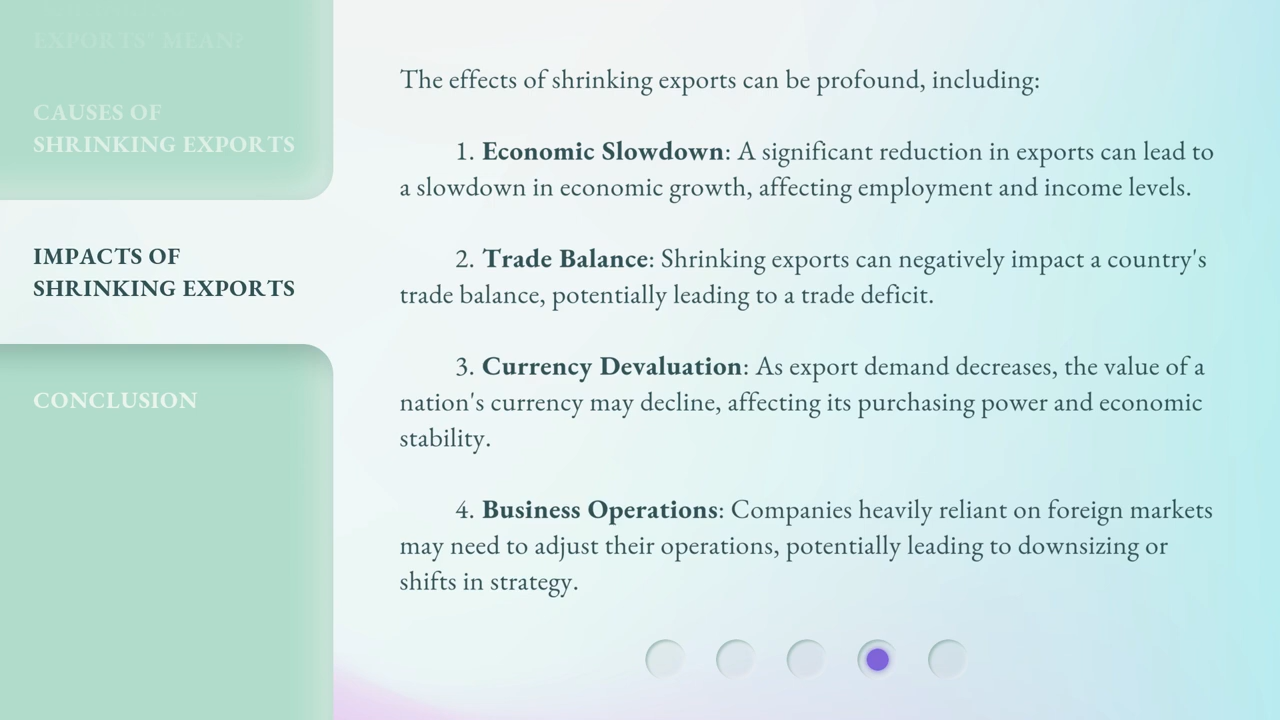 EXPORTS' MEAN?
CAUSES OF
SHRINKING EXPORTS
IMPACTS OF
SHRINKING EXPORTS
CONCLUSION
The effects of shrinking exports can be profound, including:
1. Economic Slowdown: A significant reduction in exports can lead to
a slowdown in economic growth, affecting employment and income levels.
2. Trade Balance: Shrinking exports can negatively impact a country's
trade balance, potentially leading to a trade deficit.
3. Currency Devaluation: As export demand decreases, the value of a
nation's currency may decline, affecting its purchasing power and economic
stability.
4. Business Operations: Companies heavily reliant on foreign markets
may need to adjust their operations, potentially leading to downsizing or
shifts in strategy.